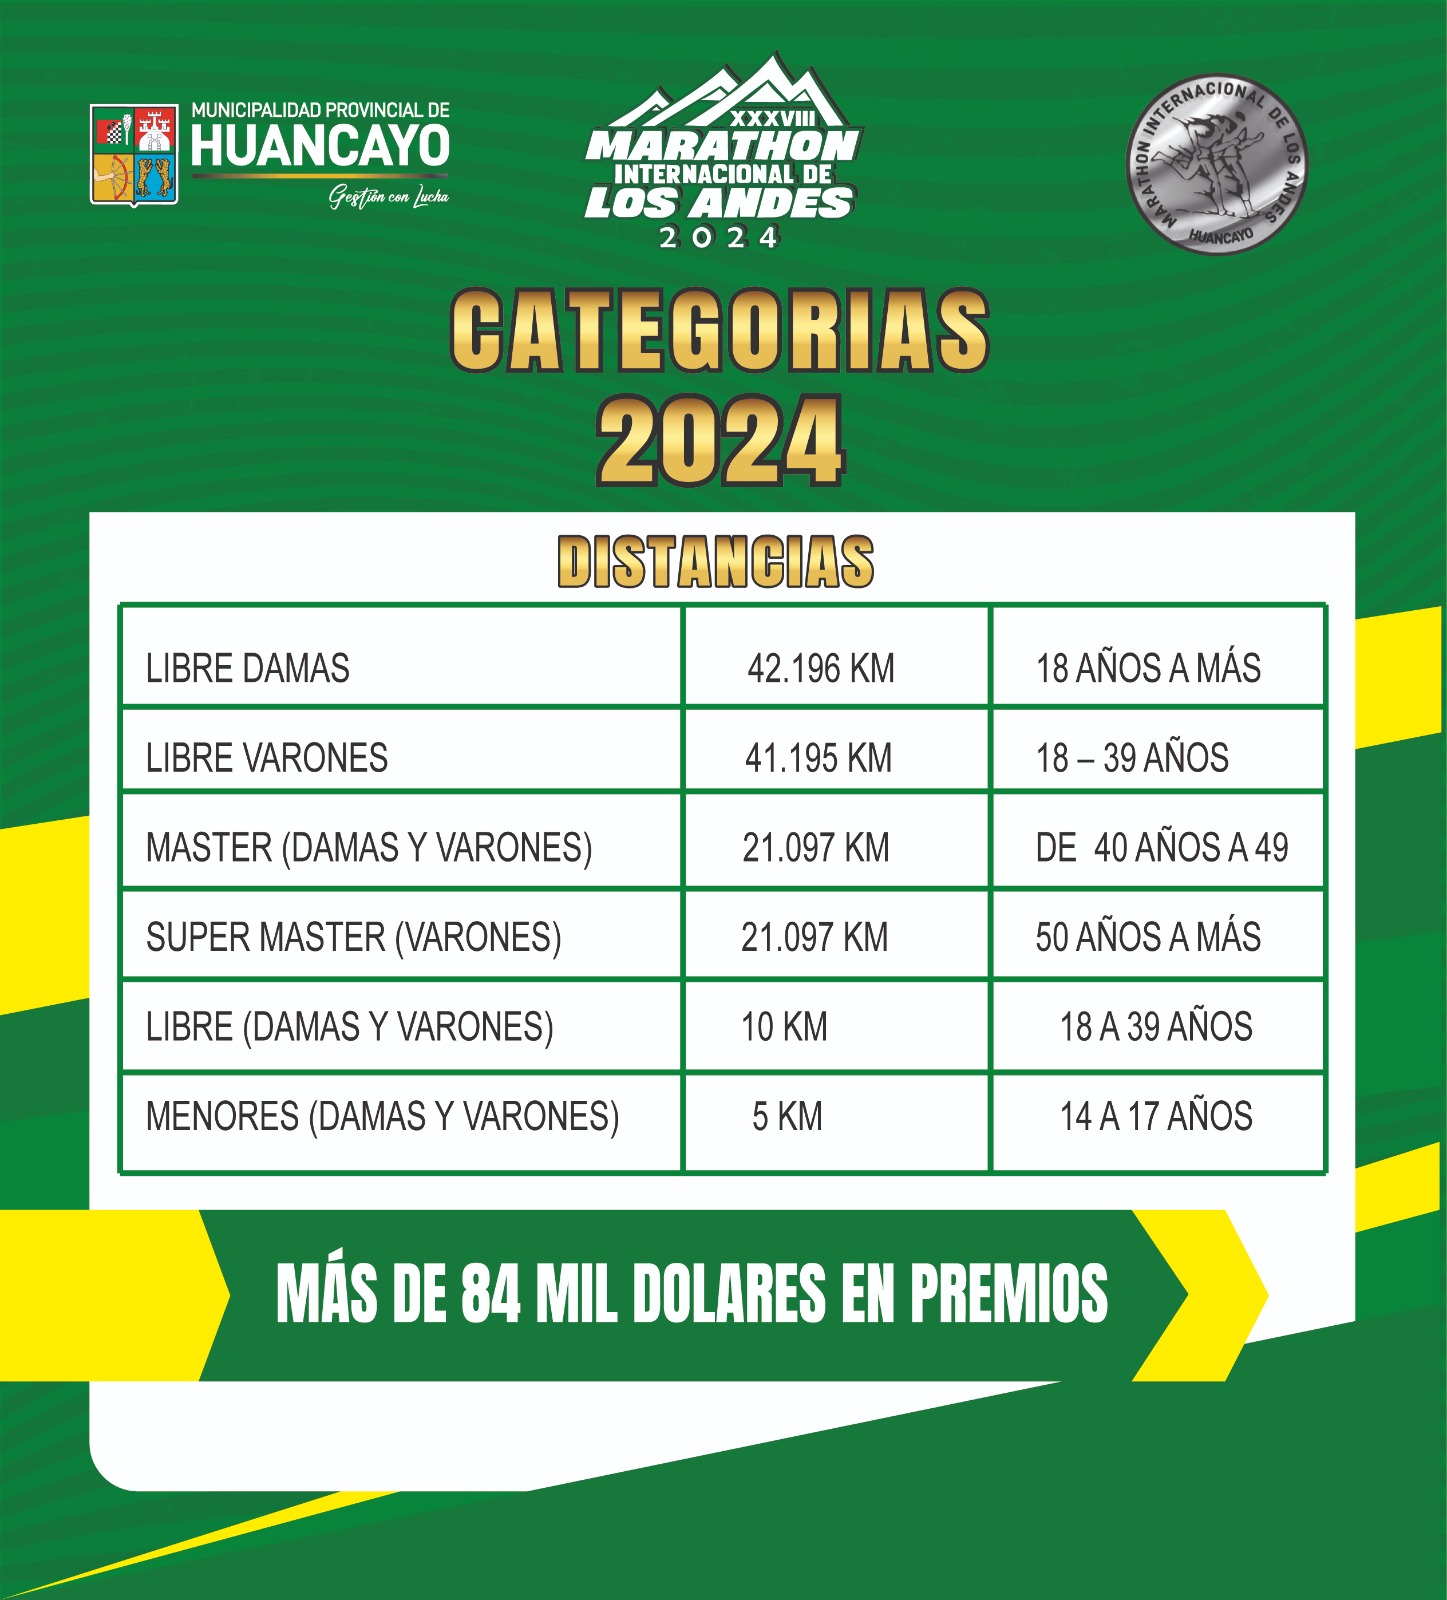 MUNICIPALIDAD PROVINCIAL DE
HUANCAYO
Gestión con Lucha
XXXVIII
MARATHON
INTERNACIONAL DE
LOS ANDES
2024
MARATHON INTERNACIONAL DE LOS ANDES
HUANCAYO
CATEGORIAS
2024
DISTANCIAS
LIBRE DAMAS 42.196 KM 18 AÑOS A MÁS
LIBRE VARONES 41.195 KM 18 – 39 AÑOS
MASTER (DAMAS Y VARONES) 21.097 KM DE 40 AÑOS A 49
SUPER MASTER (VARONES) 21.097 KM 50 AÑOS A MÁS
LIBRE (DAMAS Y VARONES) 10 KM 18 A 39 AÑOS
MENORES (DAMAS Y VARONES) 5 KM 14 A 17 AÑOS
MÁS DE 84 MIL DOLARES EN PREMIOS